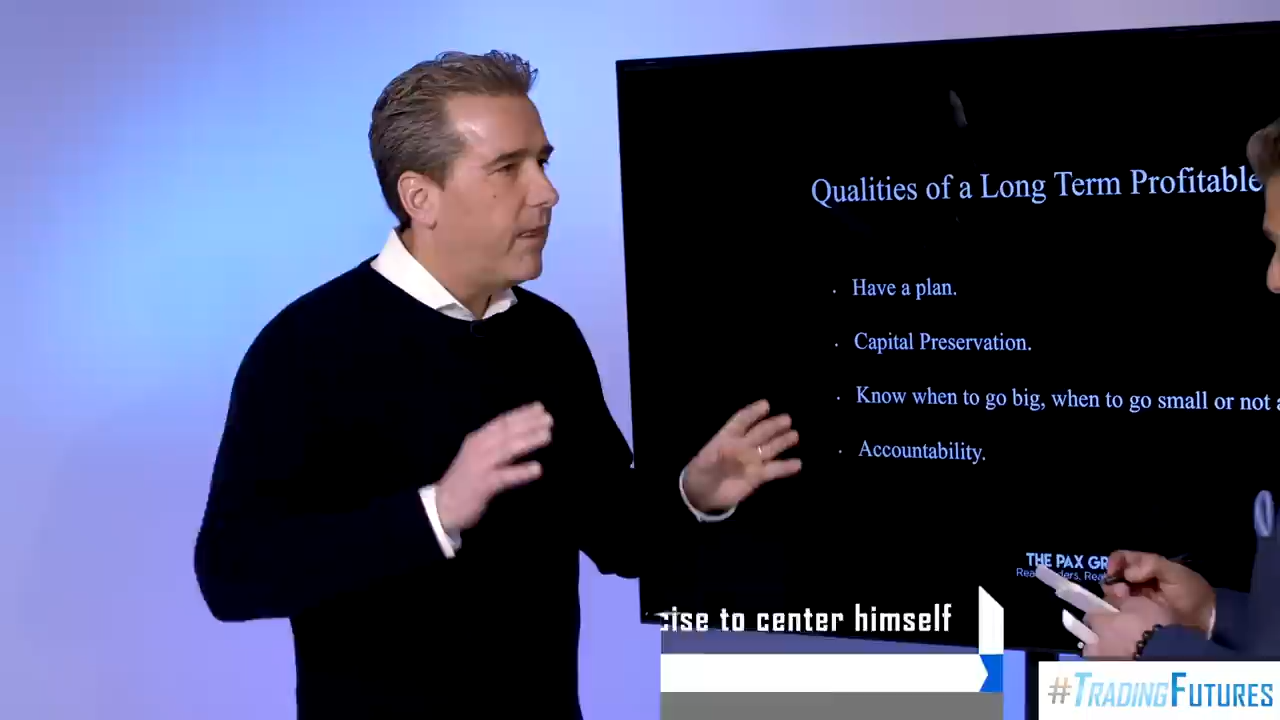 Qualities of a Long Term Profitable
Have a plan.
Capital Preservation.
Know when to go big, when to go small or not
Accountability.
THE PAX
to center himself
#TRADINGFUTURES